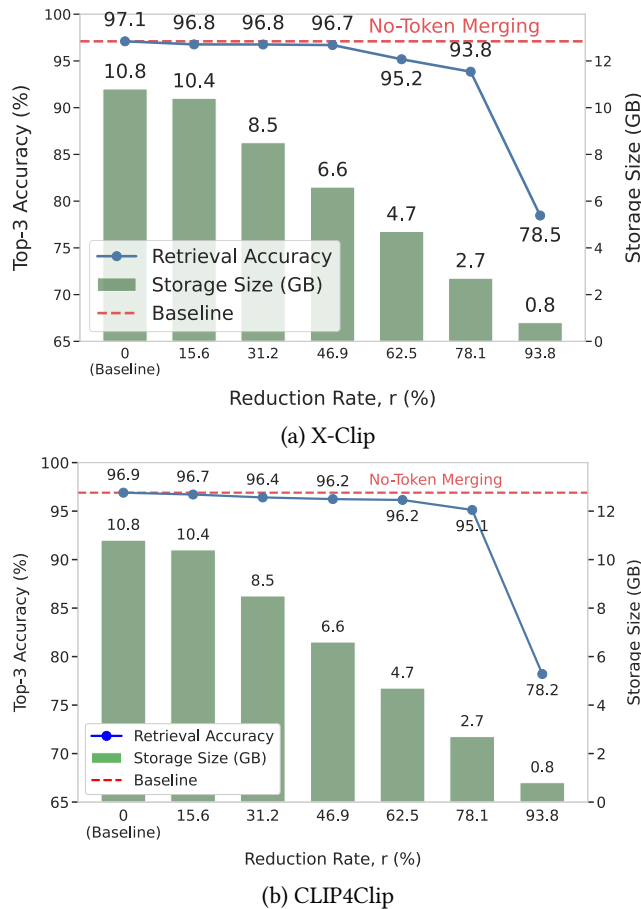 97.1 96.8 96.8 96.7 95.2 93.8 78.5
No-Token Merging
10.8 10.4 8.5 6.6 4.7 2.7 0.8
100
95
90
85
80
75
70
65
Top-3 Accuracy (%)
12
10
8
6
4
2
0
Storage Size (GB)
Retrieval Accuracy
Storage Size (GB)
Baseline
0 15.6 31.2 46.9 62.5 78.1 93.8
(Baseline)
Reduction Rate, r (%)
(a) X-Clip
96.9 96.7 96.4 96.2 96.2 95.1 78.2
No-Token Merging
10.8 10.4 8.5 6.6 4.7 2.7 0.8
100
95
90
85
80
75
70
65
Top-3 Accuracy (%)
12
10
8
6
4
2
0
Storage Size (GB)
Retrieval Accuracy
Storage Size (GB)
Baseline
0 15.6 31.2 46.9 62.5 78.1 93.8
(Baseline)
Reduction Rate, r (%)
(b) CLIP4Clip